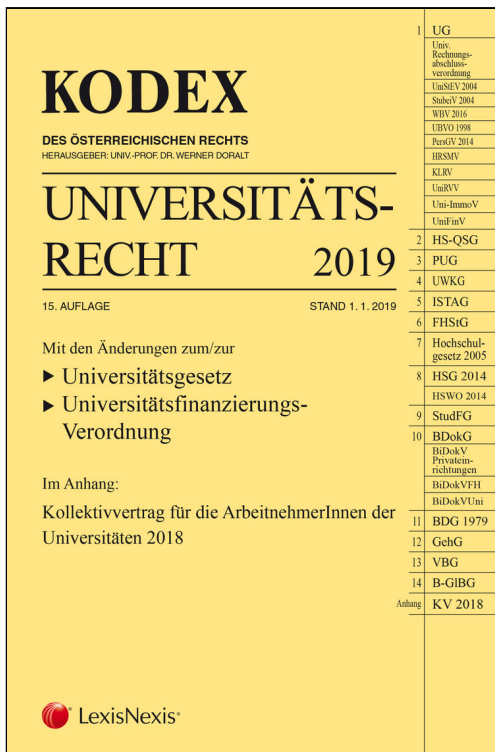 KODEX
DES ÖSTERREICHISCHEN RECHTS
HERAUSGEBER: UNIV.-PROF. DR. WERNER DORALT
UNIVERSITÄTS-
RECHT 2019
15. AUFLAGE STAND 1. 1. 2019
Mit den Änderungen zum/zur
► Universitätsgesetz
► Universitätsfinanzierungs-
Verordnung
Im Anhang:
Kollektivvertrag für die ArbeitnehmerInnen der
Universitäten 2018
LexisNexis®
1 UG
Univ.
Rechnungs-
abschluss-
verordnung
UniStEV 2004
StubeiV 2004
WBV 2016
UBVO 1998
PersGV 2014
HRSMV
KLRV
UniRVV
Uni-ImmoV
UniFinV
2 HS-QSG
3 PUG
4 UWKG
5 ISTAG
6 FHStG
7 Hochschul-
gesetz 2005
8 HSG 2014
HSWO 2014
9 StudFG
10 BDokG
BiDokV
Privatein-
richtungen
BiDokVFH
BiDokVUni
11 BDG 1979
12 GehG
13 VBG
14 B-GlBG
Anhang KV 2018